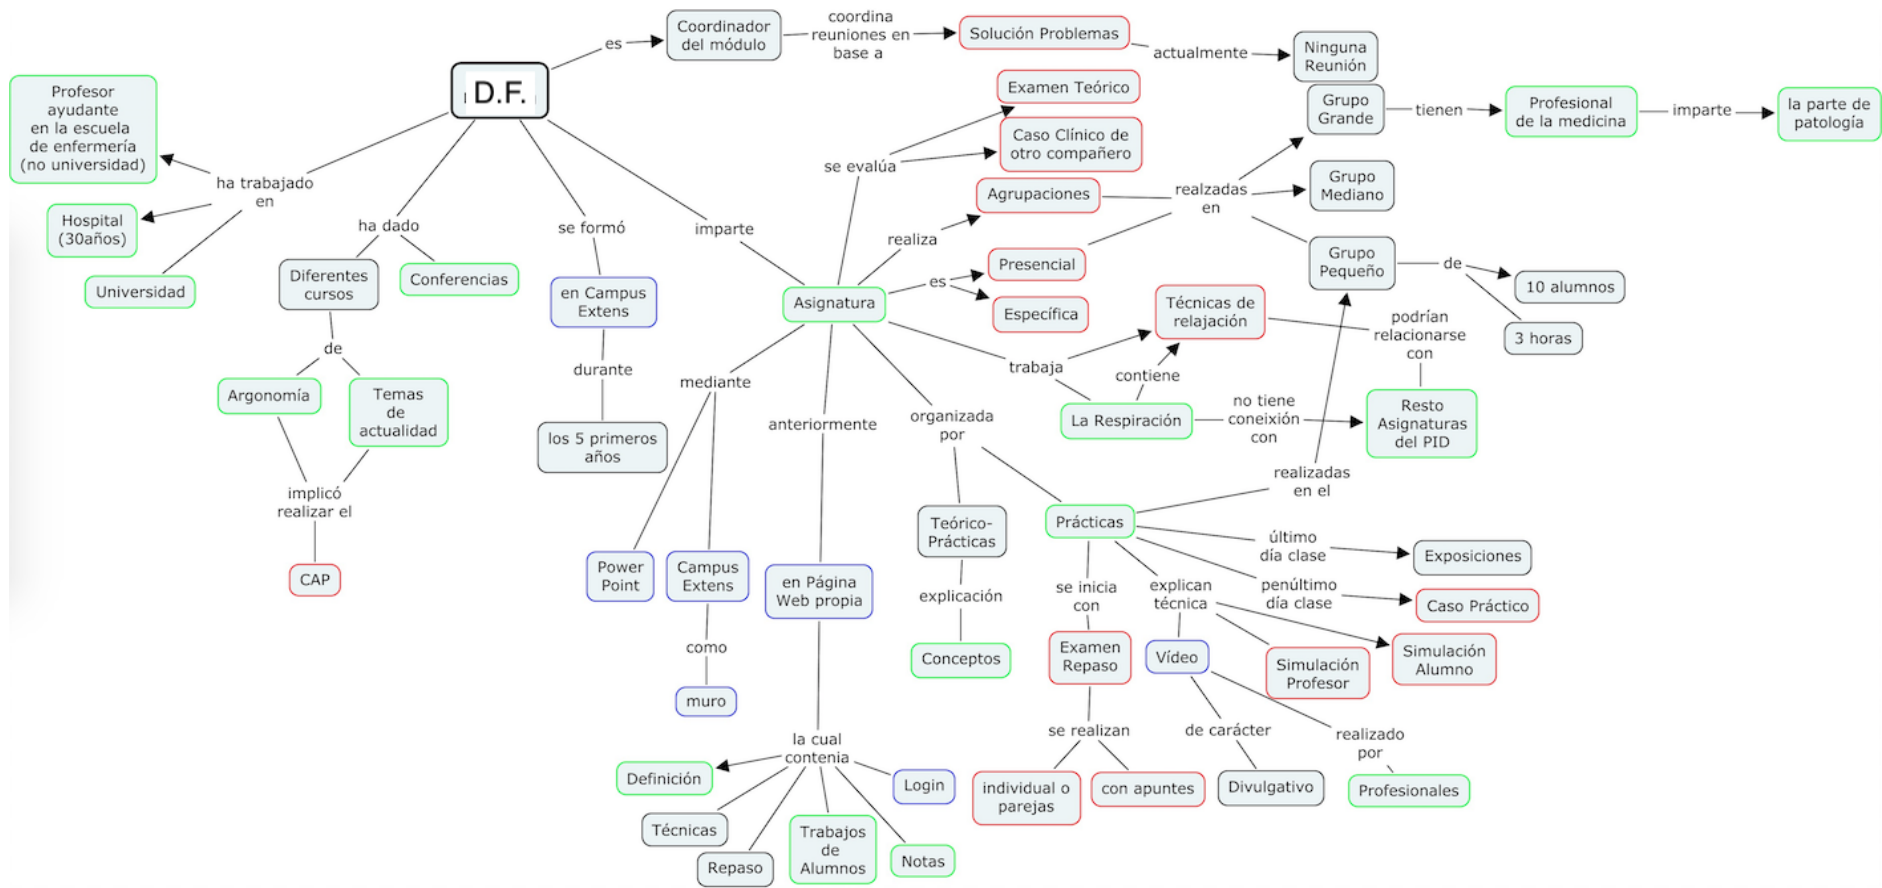 D.F.
es
Coordinador
del módulo
coordina
reuniones en
base a
Solución Problemas
actualmente
Ninguna
Reunión
Profesor
ayudante
en la escuela
de enfermería
(no universidad)
ha trabajado
en
Hospital
(30años)
Universidad
ha dado
Diferentes
cursos
Conferencias
de
Argonomía
Temas
de
actualidad
implicó
realizar el
CAP
se formó
en Campus
Extens
durante
los 5 primeros
años
imparte
Asignatura
se evalúa
Examen Teórico
Caso Clínico de
otro compañero
realiza
Agrupaciones
es
Presencial
Específica
realzadas
en
Grupo
Grande
tienen
Profesional
de la medicina
imparte
la parte de
patología
Grupo
Mediano
Grupo
Pequeño
de
10 alumnos
3 horas
trabaja
Técnicas de
relajación
contiene
La Respiración
podrían
relacionarse
con
no tiene
coneixión
con
Resto
Asignaturas
del PID
mediante
Power
Point
Campus
Extens
como
muro
anteriormente
en Página
Web propia
la cual
contenia
Definición
Técnicas
Repaso
Trabajos
de
Alumnos
Notas
Login
organizada
por
Teórico-
Prácticas
explicación
Conceptos
Prácticas
realizadas
en el
último
día clase
Exposiciones
penúltimo
día clase
Caso Práctico
se inicia
con
Examen
Repaso
se realizan
individual o
parejas
con apuntes
explican
técnica
Vídeo
Simulación
Profesor
Simulación
Alumno
de carácter
Divulgativo
realizado
por
Profesionales